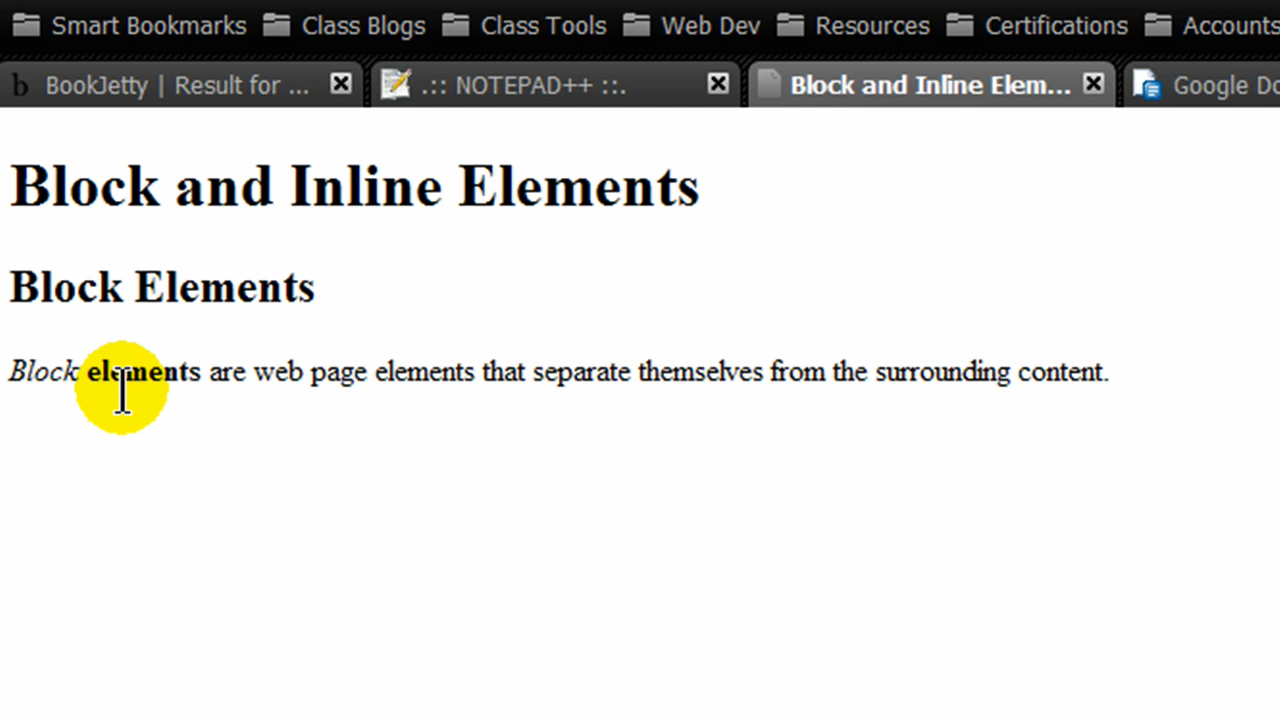 Smart Bookmarks Class Blogs Class Tools Web Dev Resources Certifications Accounts
b BookJetty | Result for ... .:: NOTEPAD++ ::. Block and Inline Elem... Google Do
Block and Inline Elements
Block Elements
Block elements are web page elements that separate themselves from the surrounding content.